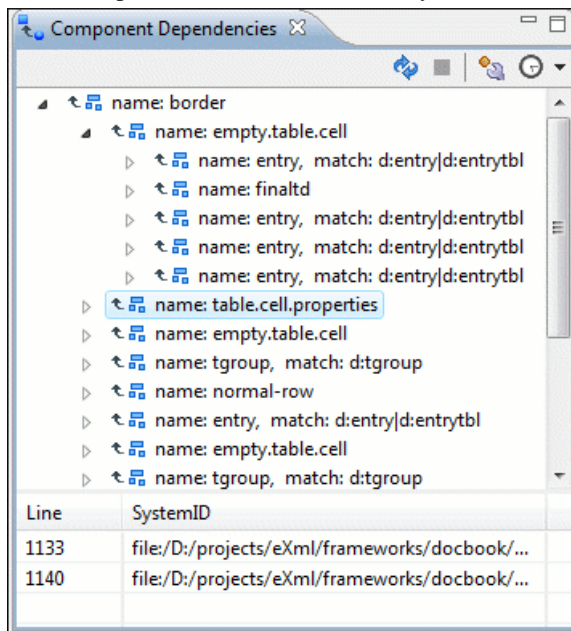 Component Dependencies
name: border
name: empty.table.cell
name: entry, match: d:entry|d:entrytbl
name: finaltd
name: entry, match: d:entry|d:entrytbl
name: entry, match: d:entry|d:entrytbl
name: entry, match: d:entry|d:entrytbl
name: table.cell.properties
name: empty.table.cell
name: tgroup, match: d:tgroup
name: normal-row
name: entry, match: d:entry|d:entrytbl
name: empty.table.cell
name: tgroup, match: d:tgroup
Line SystemID
1133 file:/D:/projects/eXml/frameworks/docbook/...
1140 file:/D:/projects/eXml/frameworks/docbook/...